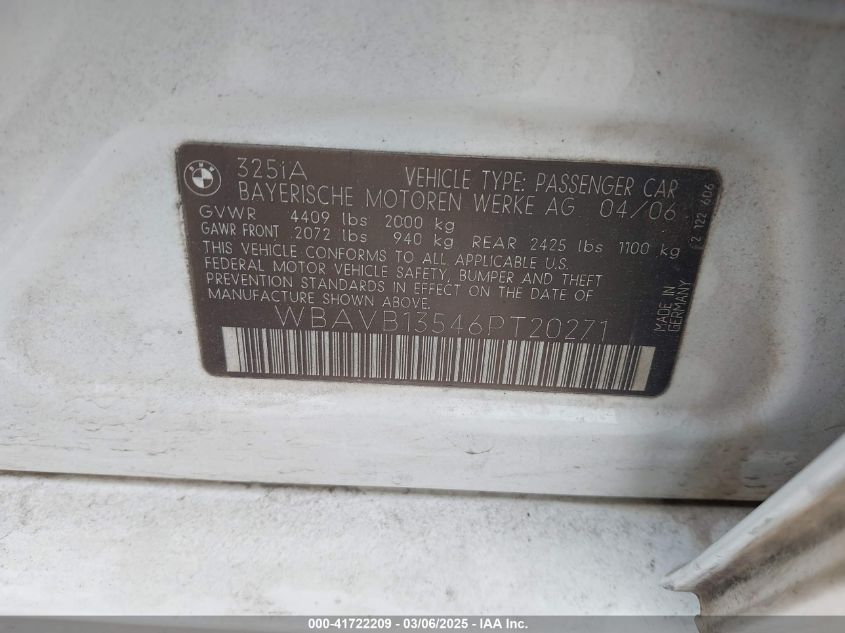 BMW
325iA VEHICLE TYPE: PASSENGER CAR
BAYERISCHE MOTOREN WERKE AG 04/06
GVWR 4409 lbs 2000 kg
GAWR FRONT 2072 lbs 940 kg REAR 2425 lbs 1100 kg
THIS VEHICLE CONFORMS TO ALL APPLICABLE U.S.
FEDERAL MOTOR VEHICLE SAFETY, BUMPER AND THEFT
PREVENTION STANDARDS IN EFFECT ON THE DATE OF
MANUFACTURE SHOWN ABOVE.
WBAVB13546PT20271
MADE IN
GERMANY
122 606
000-41722209 - 03/06/2025 - IAA Inc.